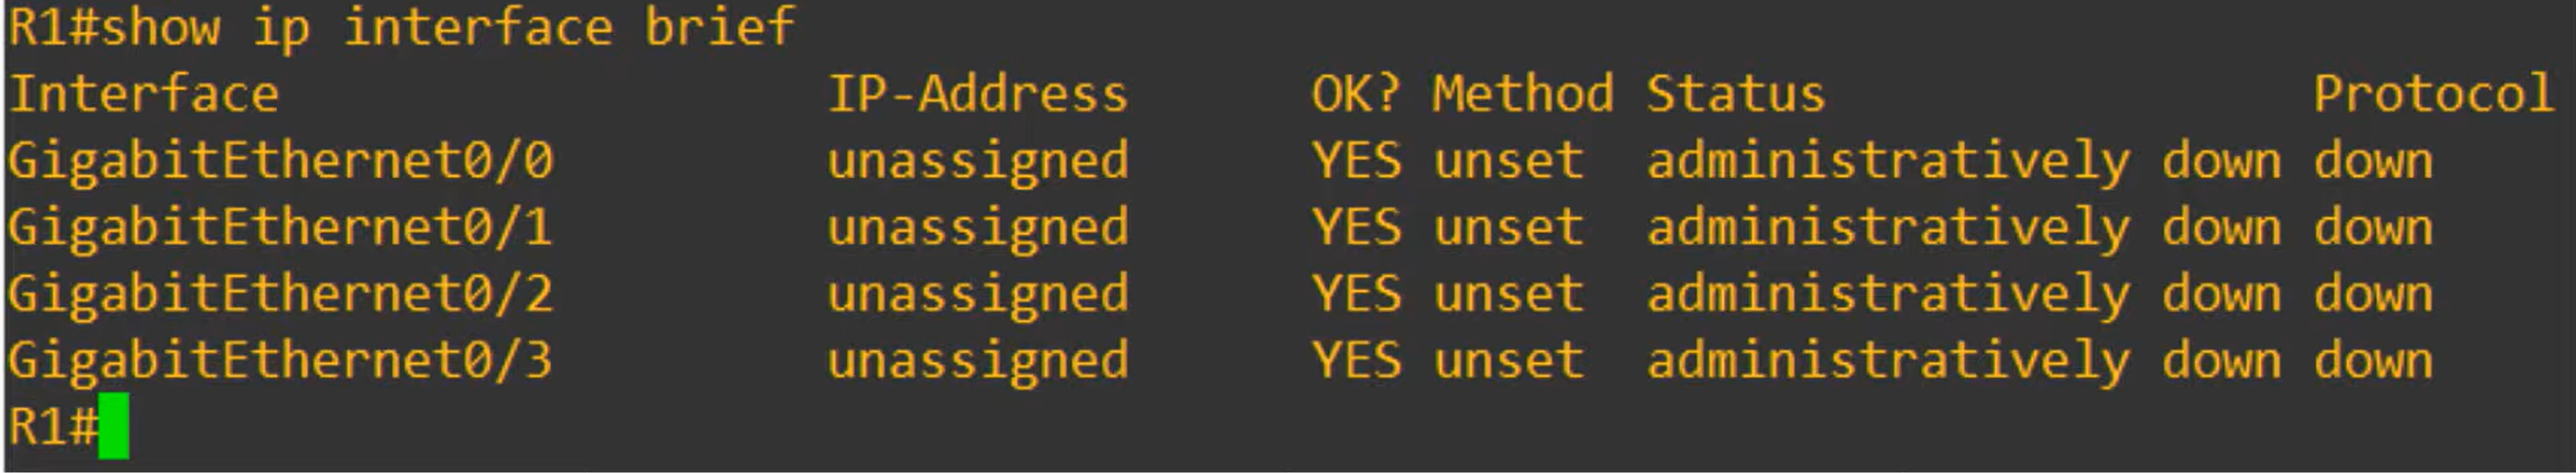 R1#show ip interface brief
Interface                  IP-Address      OK? Method Status                Protocol
GigabitEthernet0/0         unassigned      YES unset  administratively down down
GigabitEthernet0/1         unassigned      YES unset  administratively down down
GigabitEthernet0/2         unassigned      YES unset  administratively down down
GigabitEthernet0/3         unassigned      YES unset  administratively down down
R1#